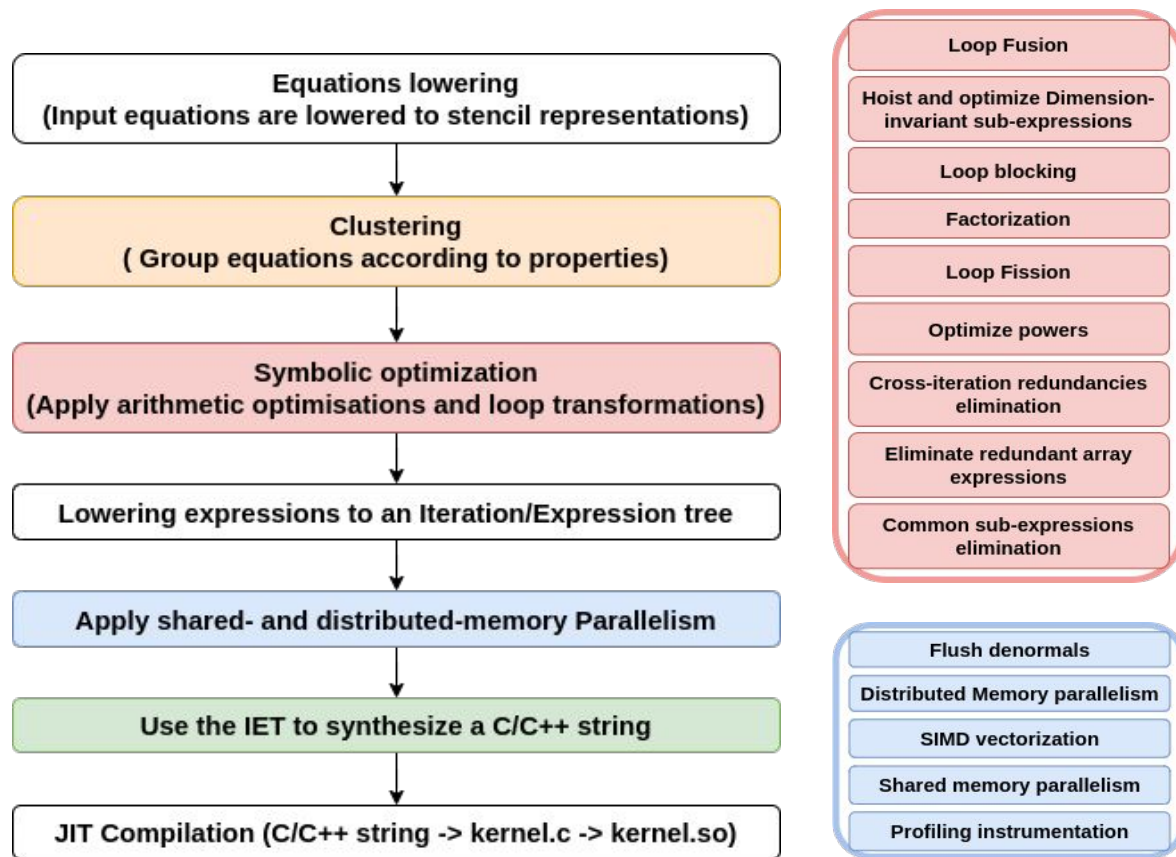 Equations lowering
(Input equations are lowered to stencil representations)
Clustering
( Group equations according to properties)
Symbolic optimization
(Apply arithmetic optimisations and loop transformations)
Lowering expressions to an Iteration/Expression tree
Apply shared- and distributed-memory Parallelism
Use the IET to synthesize a C/C++ string
JIT Compilation (C/C++ string -> kernel.c -> kernel.so)
Loop Fusion
Hoist and optimize Dimension-
invariant sub-expressions
Loop blocking
Factorization
Loop Fission
Optimize powers
Cross-iteration redundancies
elimination
Eliminate redundant array
expressions
Common sub-expressions
elimination
Flush denormals
Distributed Memory parallelism
SIMD vectorization
Shared memory parallelism
Profiling instrumentation